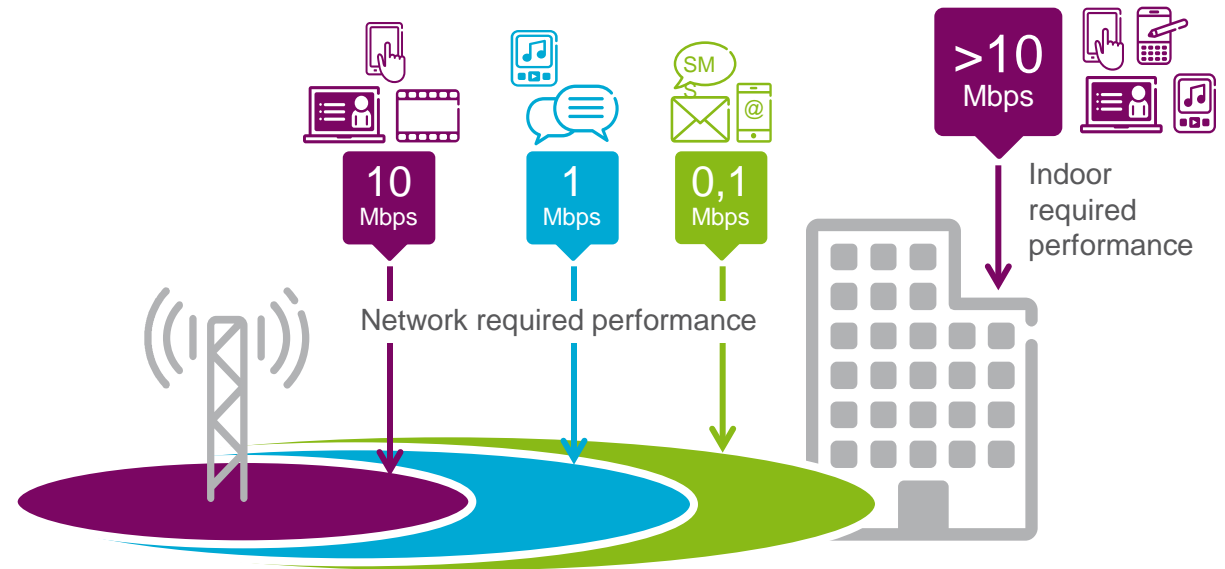 SM
S
@
10
Mbps
1
Mbps
0,1
Mbps
>10
Mbps
Indoor
required
performance
Network required performance